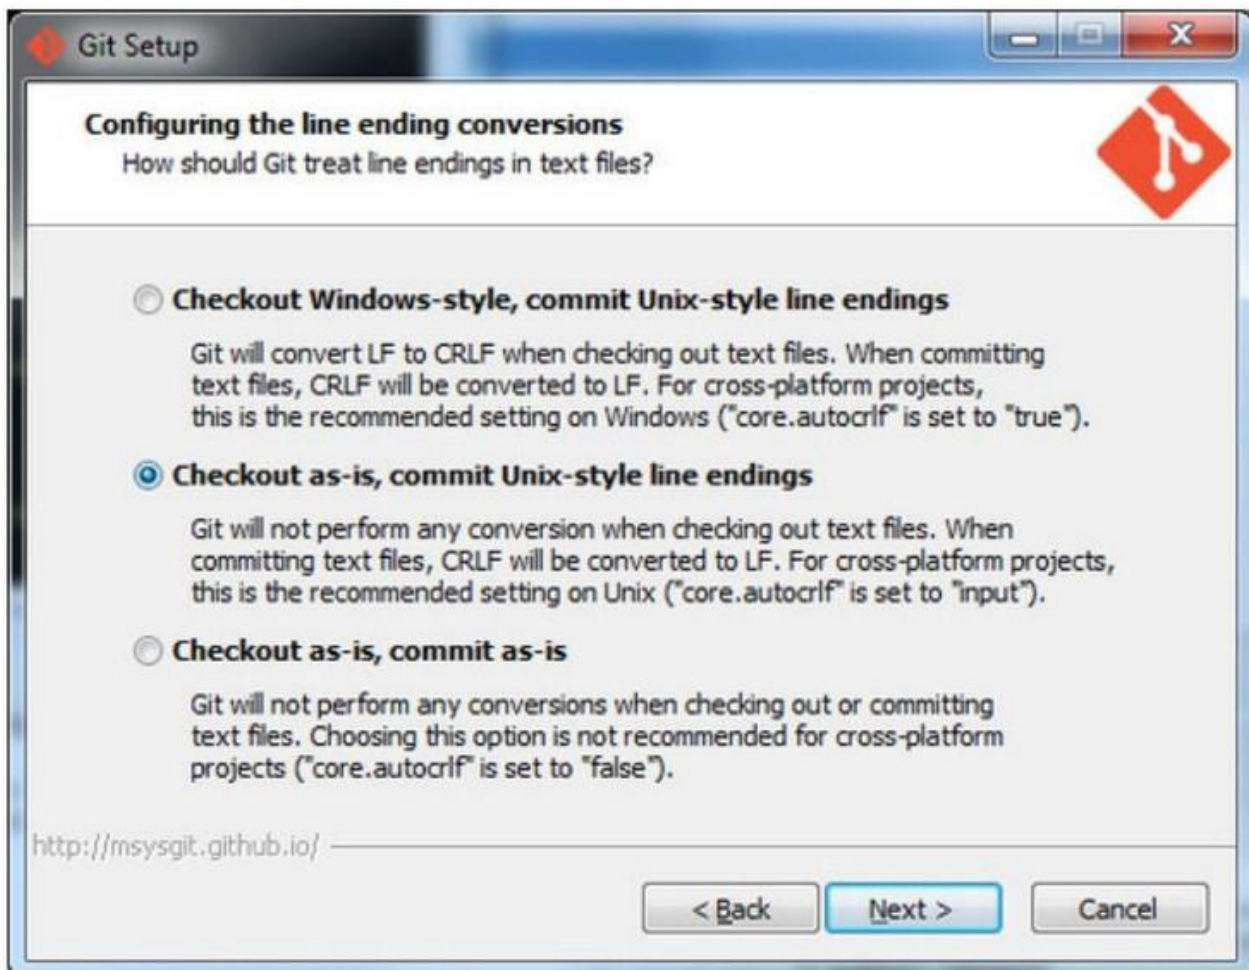 Git Setup
Configuring the line ending conversions
How should Git treat line endings in text files?
Checkout Windows-style, commit Unix-style line endings
Git will convert LF to CRLF when checking out text files. When committing
text files, CRLF will be converted to LF. For cross-platform projects,
this is the recommended setting on Windows ("core.autocrlf" is set to "true").
Checkout as-is, commit Unix-style line endings
Git will not perform any conversion when checking out text files. When
committing text files, CRLF will be converted to LF. For cross-platform projects,
this is the recommended setting on Unix ("core.autocrlf" is set to "input").
Checkout as-is, commit as-is
Git will not perform any conversions when checking out or committing
text files. Choosing this option is not recommended for cross-platform
projects ("core.autocrlf" is set to "false").
http://msysgit.github.io/
< Back Next > Cancel